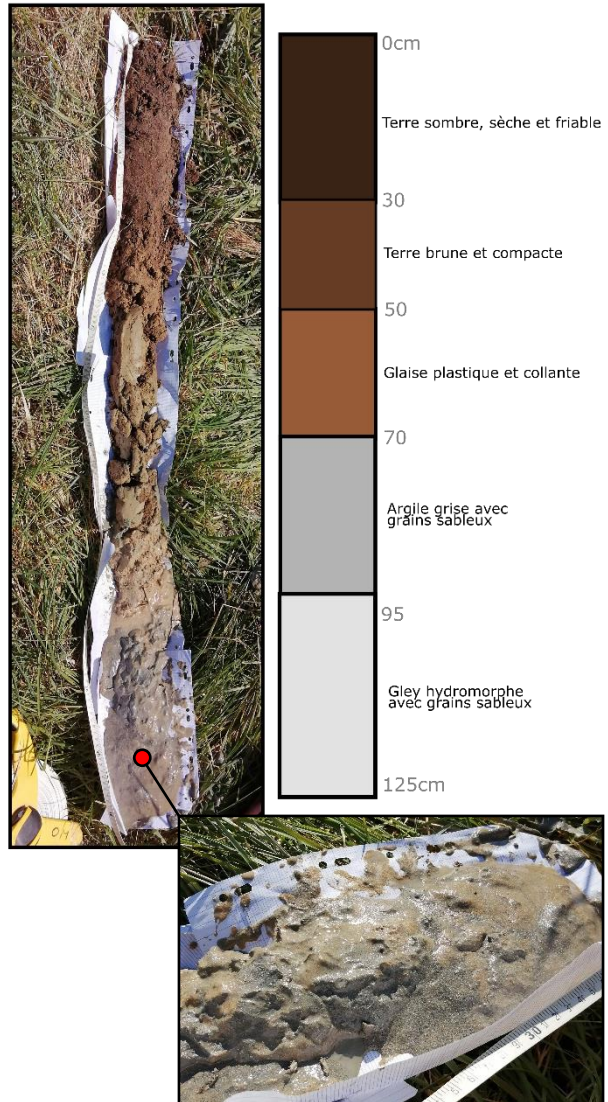 0cm
Terre sombre, sèche et friable
30
Terre brune et compacte
50
Glaise plastique et collante
70
Argile grise avec
grains sableux
95
Gley hydromorphe
avec grains sableux
125cm
30